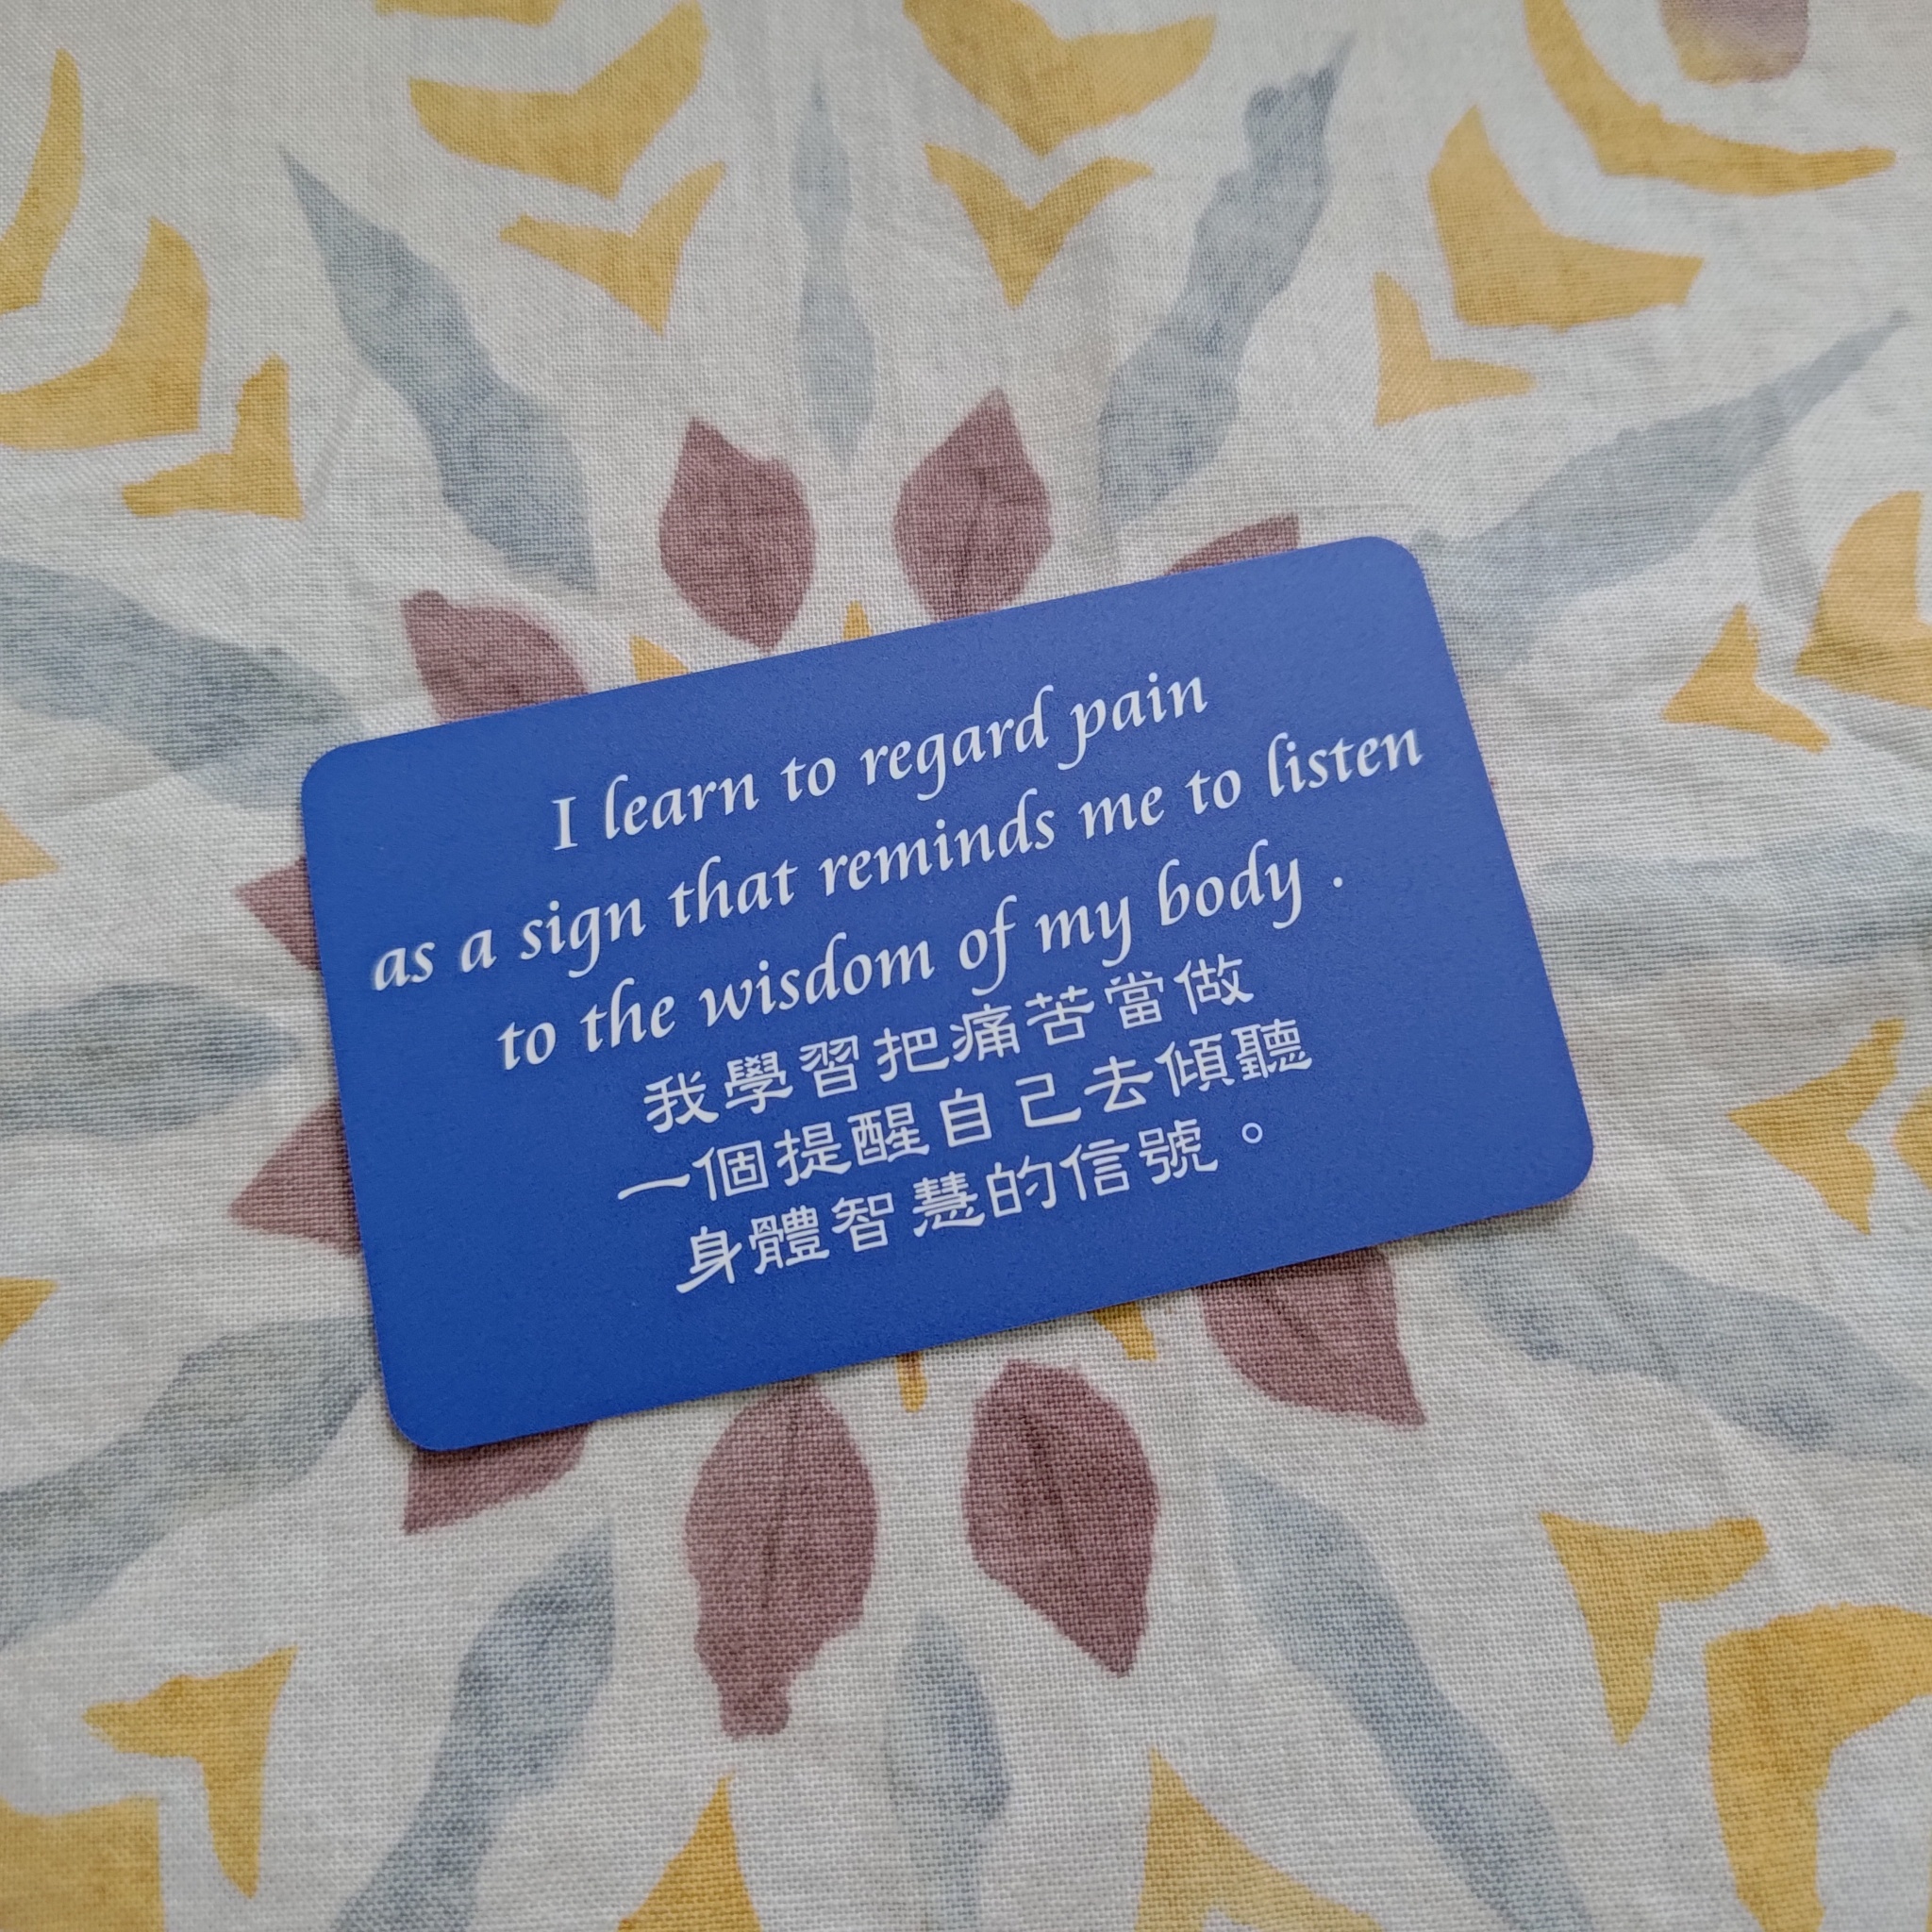 I learn to regard pain
as a sign that reminds me to listen
to the wisdom of my body .
我學習把痛苦當做
一個提醒自己去傾聽
身體智慧的信號。